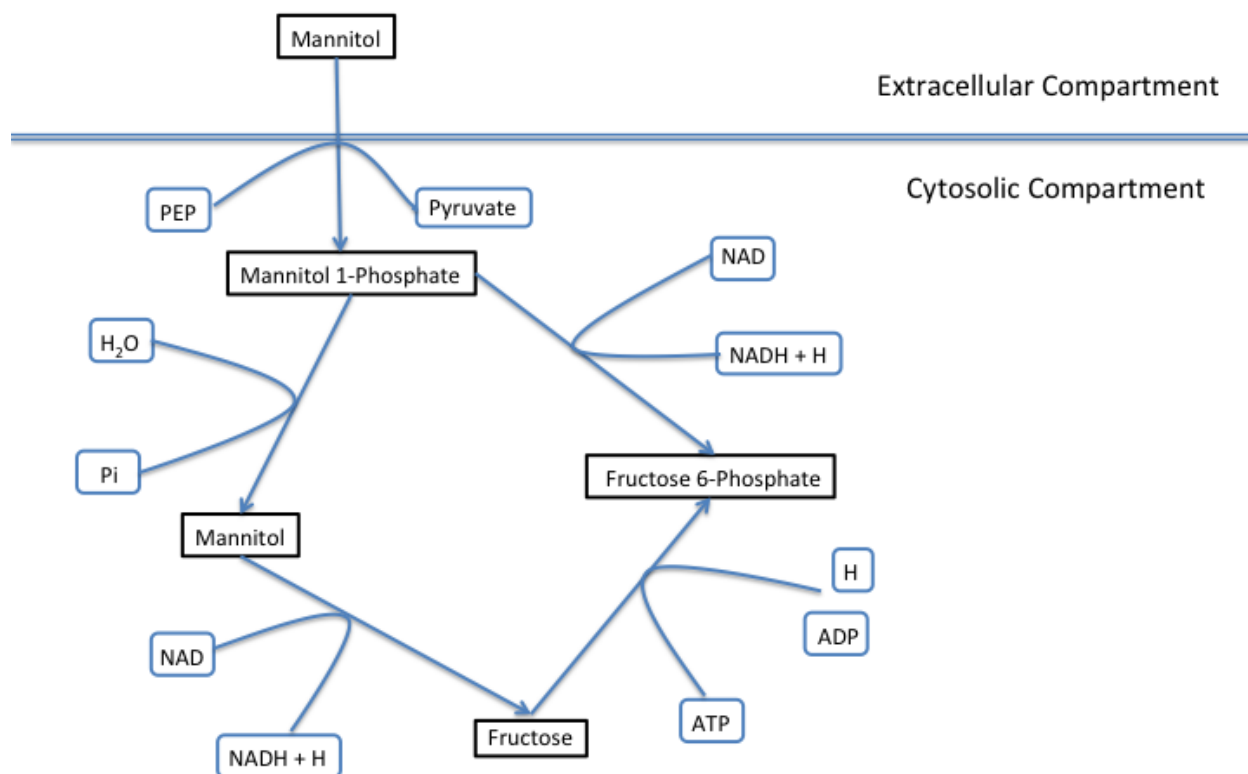 Mannitol
Extracellular Compartment
Cytosolic Compartment
PEP
Pyruvate
NAD
Mannitol 1-Phosphate
H₂O
NADH + H
Pi
Fructose 6-Phosphate
Mannitol
H
ADP
NAD
ATP
Fructose
NADH + H